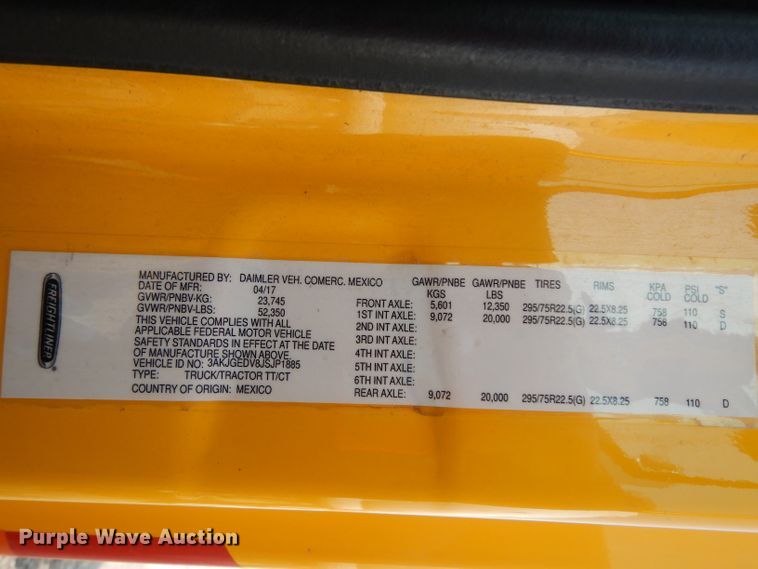 FREIGHTLINER
MANUFACTURED BY: DAIMLER VEH. COMERC. MEXICO
DATE OF MFR: 04/17
GVWR/PNBV-KG: 23,745
GVWR/PNBV-LBS: 52,350
THIS VEHICLE COMPLIES WITH ALL
APPLICABLE FEDERAL MOTOR VEHICLE
SAFETY STANDARDS IN EFFECT AT THE DATE
OF MANUFACTURE SHOWN ABOVE.
VEHICLE ID NO: 3AKJGEDV8JSJP1885
TYPE: TRUCK/TRACTOR TT/CT
COUNTRY OF ORIGIN: MEXICO
GAWR/PNBE GAWR/PNBE TIRES RIMS KPA PSI "S"
KGS LBS COLD COLD
FRONT AXLE: 5,601 12,350 295/75R22.5(G) 22.5X8.25 758 110 S
1ST INT AXLE: 9,072 20,000 295/75R22.5(G) 22.5X8.25 758 110 D
2ND INT AXLE:
3RD INT AXLE:
4TH INT AXLE:
5TH INT AXLE:
6TH INT AXLE:
REAR AXLE: 9,072 20,000 295/75R22.5(G) 22.5X8.25 758 110 D
Purple Wave Auction